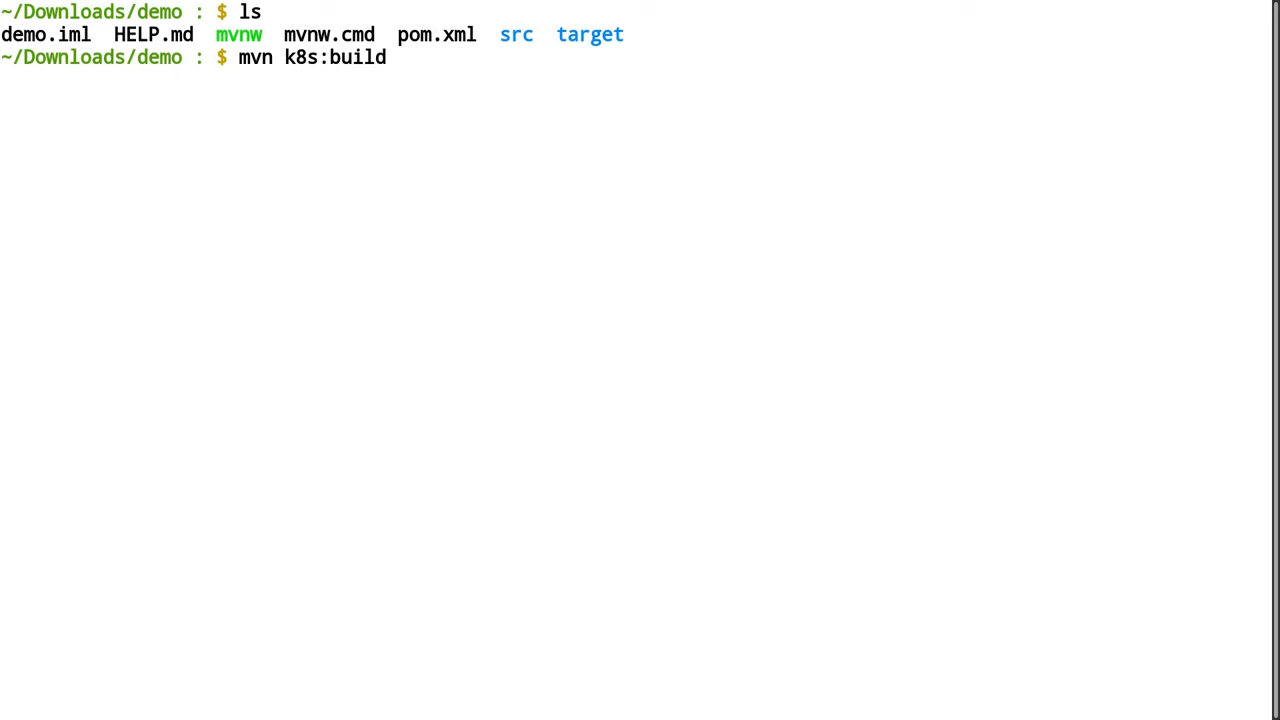 ~/Downloads/demo : $ ls
demo.iml  HELP.md  mvnw  mvnw.cmd  pom.xml  src  target
~/Downloads/demo : $ mvn k8s:build